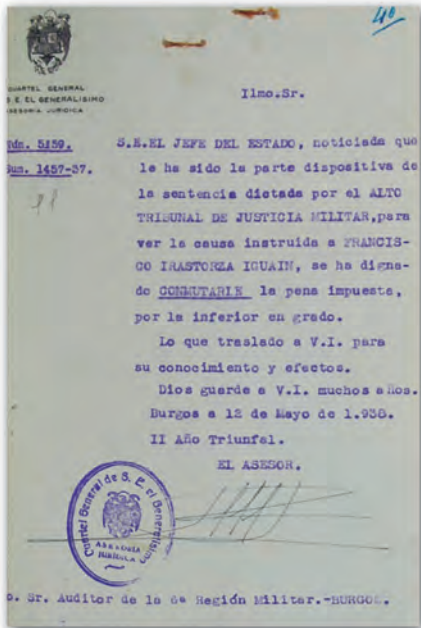 40
CUARTEL GENERAL
S. E. EL GENERALISIMO
ASESORIA JURIDICA
Ilmo.Sr.
Núm. 5159.
Sum. 1457-37.
S.E.EL JEFE DEL ESTADO, noticiada que
le ha sido la parte dispositiva de
la sentencia dictada por el ALTO
TRIBUNAL DE JUSTICIA MILITAR,para
ver la causa instruida a FRANCIS-
CO IRASTORZA IGUAIN, se ha digna-
do CONMUTARLE la pena impuesta,
por la inferior en grado.
Lo que traslado a V.I. para
su conocimiento y efectos.
Dios guarde a V.I. muchos años.
Burgos a 12 de Mayo de 1.938.
II Año Triunfal.
EL ASESOR.
Cuartel General de S. E. el Generalísimo
ASESORIA
JURIDICA
o. Sr. Auditor de la 6ª Región Militar.-BURGOS.